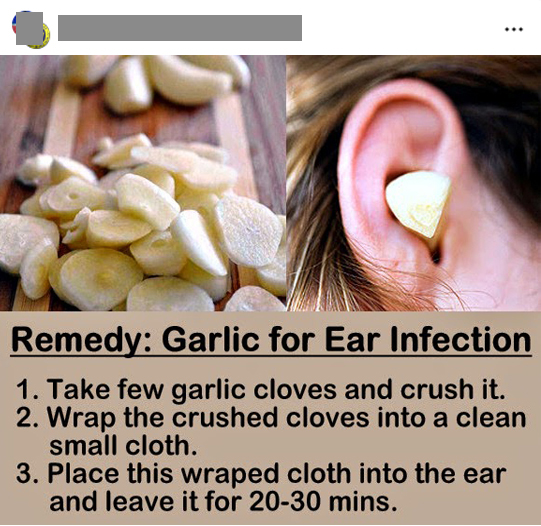 Remedy: Garlic for Ear Infection
1. Take few garlic cloves and crush it.
2. Wrap the crushed cloves into a clean
small cloth.
3. Place this wraped cloth into the ear
and leave it for 20-30 mins.